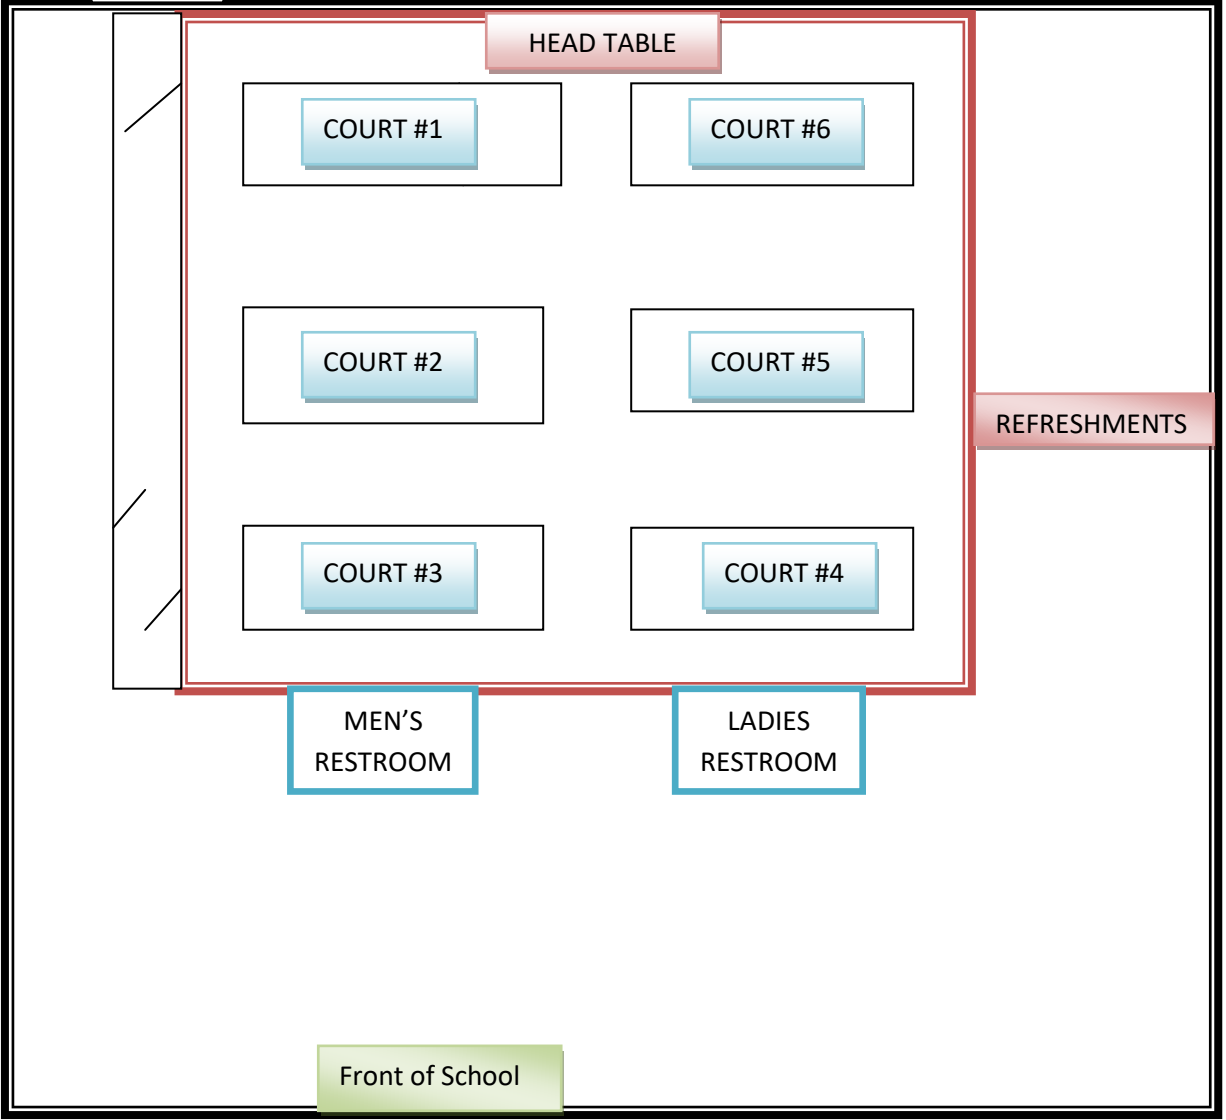 HEAD TABLE
COURT #1
COURT #6
COURT #2
COURT #5
REFRESHMENTS
COURT #3
COURT #4
MEN’S
RESTROOM
LADIES
RESTROOM
Front of School